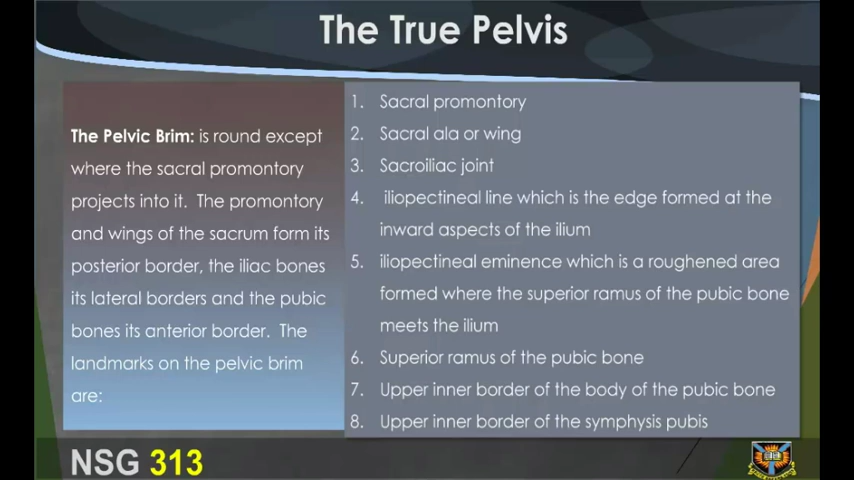 The True Pelvis
The Pelvic Brim: is round except
where the sacral promontory
projects into it. The promontory
and wings of the sacrum form its
posterior border, the iliac bones
its lateral borders and the pubic
bones its anterior border. The
landmarks on the pelvic brim
are:
1. Sacral promontory
2. Sacral ala or wing
3. Sacroiliac joint
4. iliopectineal line which is the edge formed at the
inward aspects of the ilium
5. iliopectineal eminence which is a roughened area
formed where the superior ramus of the pubic bone
meets the ilium
6. Superior ramus of the pubic bone
7. Upper inner border of the body of the pubic bone
8. Upper inner border of the symphysis pubis
NSG 313